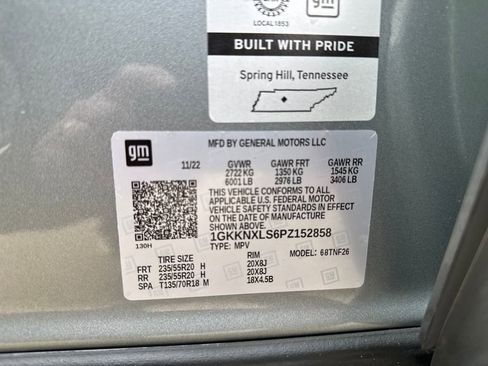 LOCAL 1853
gm
BUILT WITH PRIDE
Spring Hill, Tennessee
gm
MFD BY GENERAL MOTORS LLC
11/22 GVWR GAWR FRT GAWR RR
2722 KG 1350 KG 1545 KG
6001 LB 2976 LB 3406 LB
THIS VEHICLE CONFORMS TO ALL
APPLICABLE U.S. FEDERAL MOTOR
VEHICLE SAFETY STANDARDS IN
EFFECT ON THE DATE OF
MANUFACTURE SHOWN ABOVE.
1GKKNXLS6PZ152858
130H
TYPE: MPV MODEL: 68TNF26
TIRE SIZE RIM
FRT 235/55R20 H 20X8J
RR 235/55R20 H 20X8J
SPA T135/70R18 M 18X4.5B